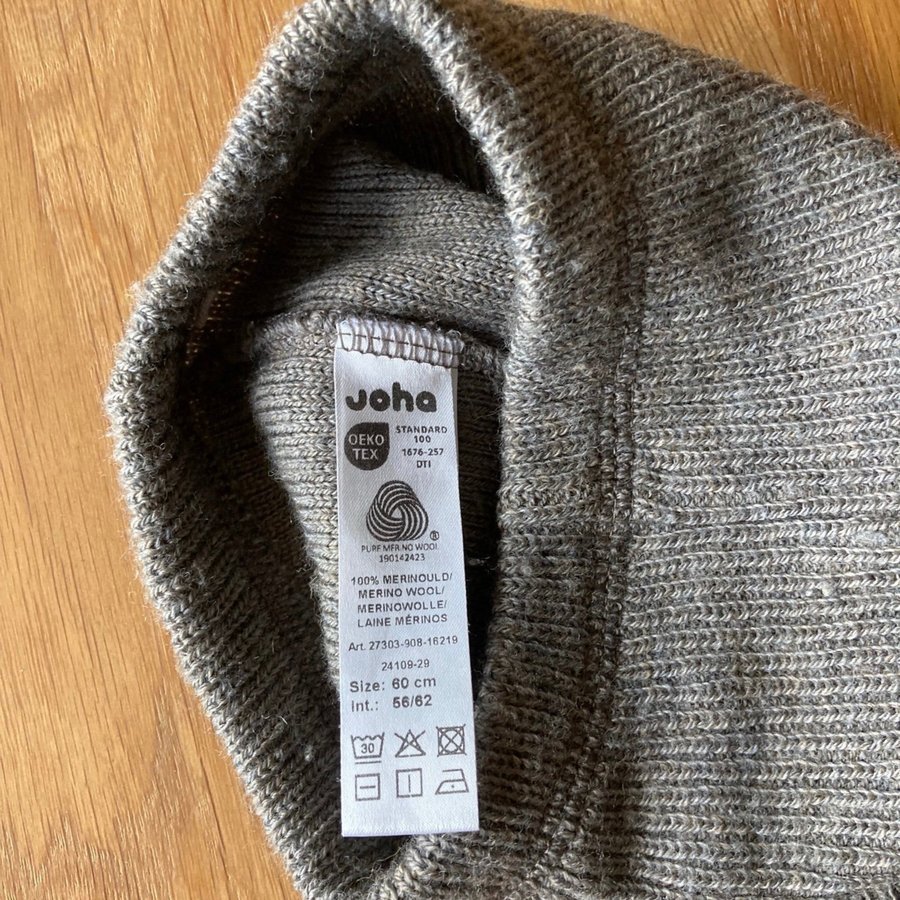 Joha
OEKO
TEX
STANDARD
100
1676-257
DTI
®
PURE MERINO WOOL
190142423
100% MERINOULD/
MERINO WOOL/
MERINOWOLLE/
LAINE MÉRINOS
Art. 27303-908-16219
24109-29
Size: 60 cm
Int.: 56/62
30